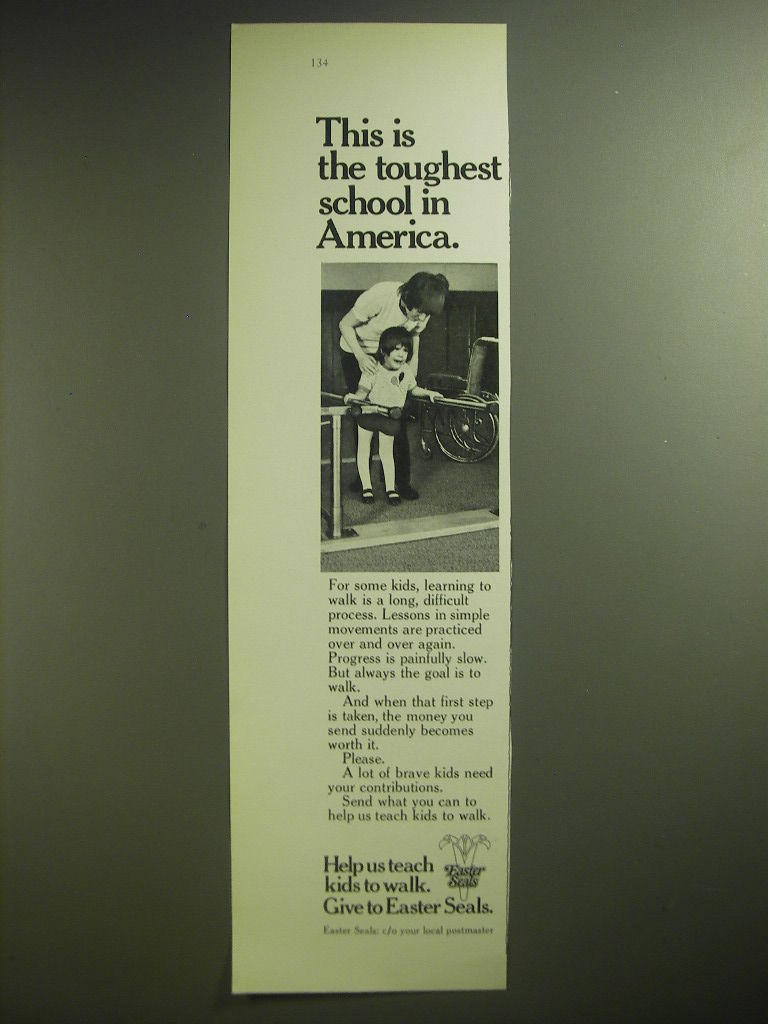 134
This is
the toughest
school in
America.
For some kids, learning to
walk is a long, difficult
process. Lessons in simple
movements are practiced
over and over again.
Progress is painfully slow.
But always the goal is to
walk.
And when that first step
is taken, the money you
send suddenly becomes
worth it.
Please.
A lot of brave kids need
your contributions.
Send what you can to
help us teach kids to walk.
Help us teach
kids to walk.
Give to Easter Seals.
Easter
Seals
Easter Seals: c/o your local postmaster